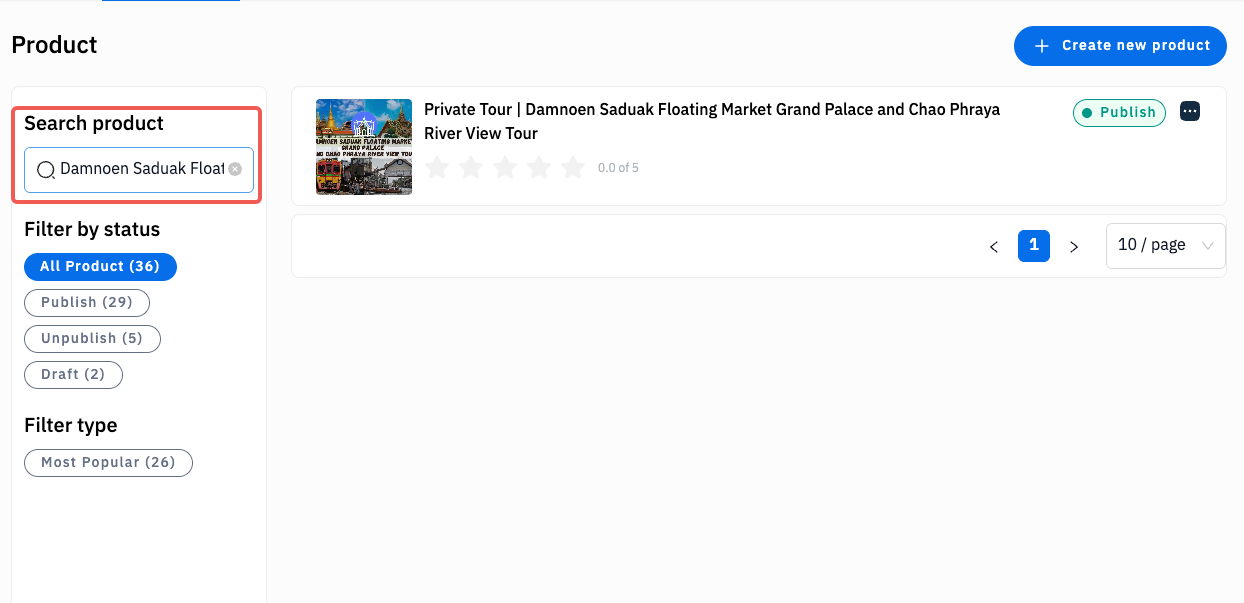 Product
Create new product
Search product
Damnoen Saduak Float
Filter by status
All Product (36)
Publish (29)
Unpublish (5)
Draft (2)
Filter type
Most Popular (26)
DAMNOEN SADUAK FLOATING MARKET
GRAND PALACE
AND CHAO PHRAYA RIVER VIEW TOUR
Private Tour | Damnoen Saduak Floating Market Grand Palace and Chao Phraya
River View Tour
0.0 of 5
Publish
1
10 / page